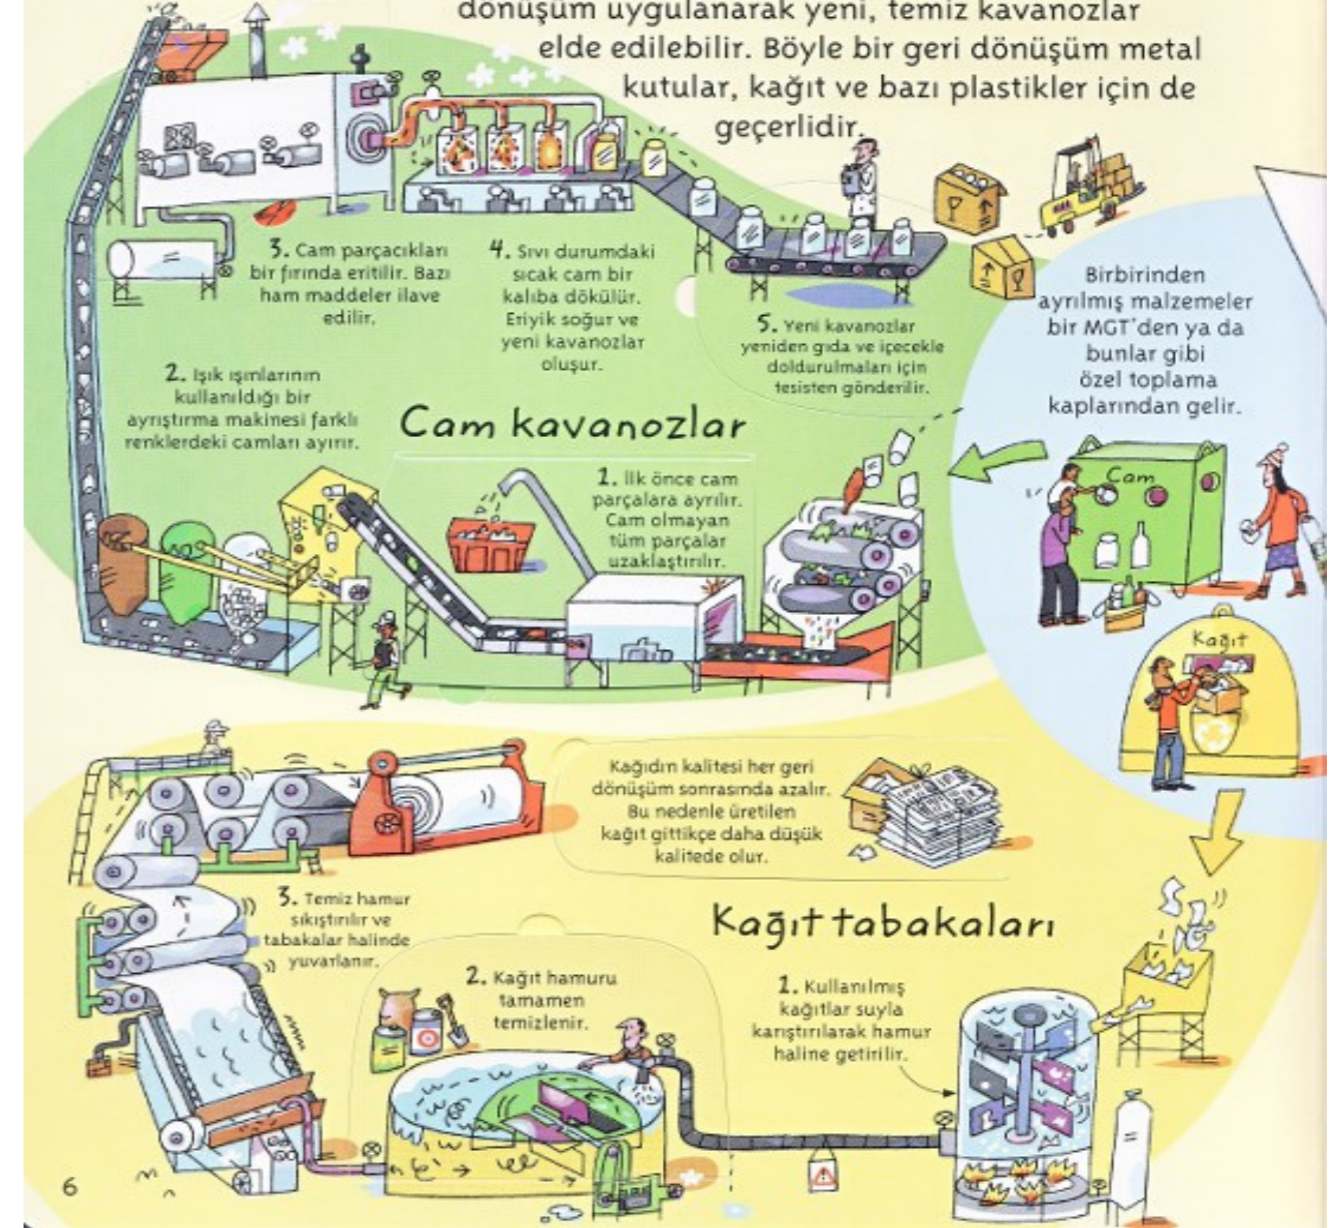 dönüşüm uygulanarak yeni, temiz kavanozlar
elde edilebilir. Böyle bir geri dönüşüm metal
kutular, kağıt ve bazı plastikler için de
geçerlidir.
3. Cam parçacıkları
bir fırında eritilir. Bazı
ham maddeler ilave
edilir.
4. Sıvı durumdaki
sıcak cam bir
kalıba dökülür.
Eriyik soğur ve
yeni kavanozlar
oluşur.
5. Yeni kavanozlar
yeniden gıda ve içecekle
doldurulmaları için
tesisten gönderilir.
Birbirinden
ayrılmış malzemeler
bir MGT'den ya da
bunlar gibi
özel toplama
kaplarından gelir.
2. Işık ışınlarının
kullanıldığı bir
ayrıştırma makinesi farklı
renklerdeki camları ayırır.
Cam kavanozlar
1. İlk önce cam
parçalara ayrılır.
Cam olmayan
tüm parçalar
uzaklaştırılır.
Cam
Kağıt
Kağıdın kalitesi her geri
dönüşüm sonrasında azalır.
Bu nedenle üretilen
kağıt gittikçe daha düşük
kalitede olur.
3. Temiz hamur
sıkıştırılır ve
tabakalar halinde
yuvarlanır.
Kağıt tabakaları
2. Kağıt hamuru
tamamen
temizlenir.
1. Kullanılmış
kağıtlar suyla
karıştırılarak hamur
haline getirilir.
6